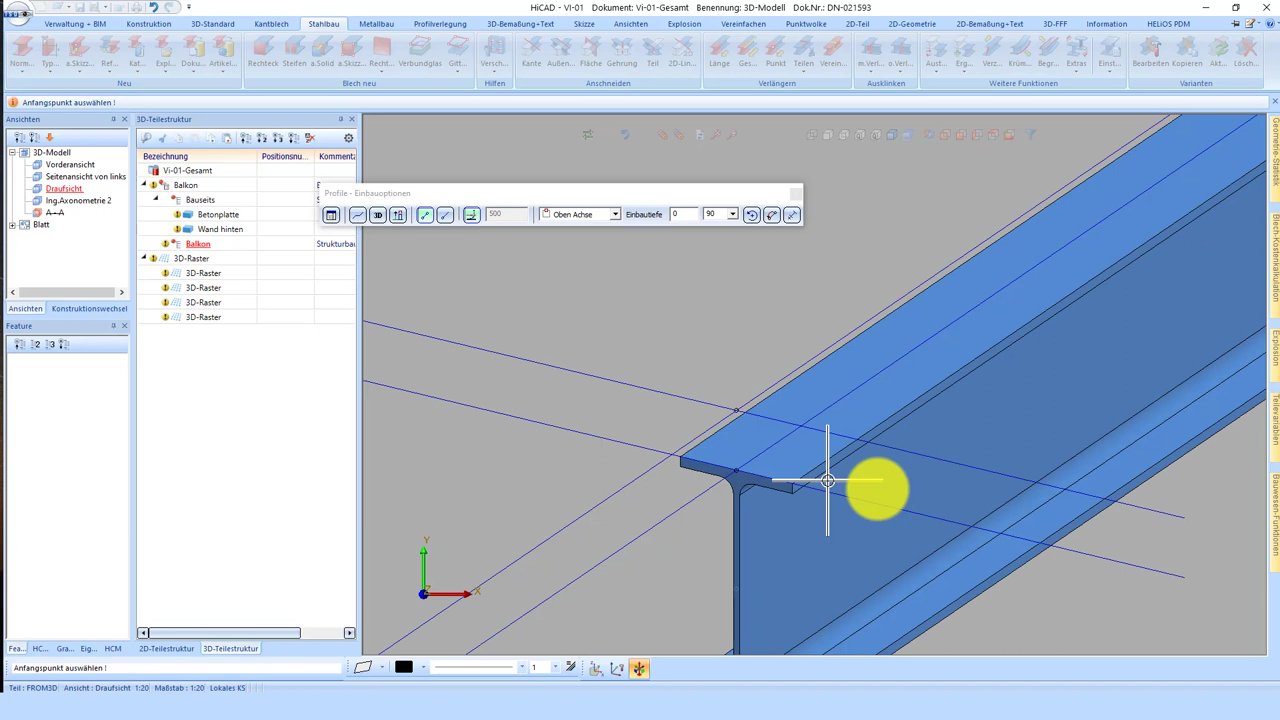 HiCAD - VI-01 Dokument: Vi-01-Gesamt Benennung: 3D-Modell Dok.Nr.: DN-021593
Verwaltung + BIM Konstruktion 3D-Standard Kantblech Stahlbau Metallbau Profilverlegung Skizze Ansichten Explosion Vereinfachen Punktwolke 2D-Teil 2D-Geometrie 2D-Bemaßung+Text 3D-Bemaßung+Text 3D-FFF Information HELiOS PDM
Norm... Typ... a.Skizz... Ref... Kat... Expl... Doku... Artikel... Rechteck Steifen a.Solid a.Skizz... Recht... Verblechung Gitt... Versch... Kante Außen... Fläche Gehrung Teil 2D-Lin... Länge Ges... Punkt Teilen Verein... m.Verl... o.Verl... Aust... Erg... Verz... Krüm... Begr... Extras Einst... Bearbeiten Kopieren Akt... Lösch...
Neu Blech neu Hilfen Anschneiden Verlängern Ausklinken Weitere Funktionen Varianten
Anfangspunkt auswählen !
Ansichten
3D-Modell
Vorderansicht
Seitenansicht von links
Draufsicht
Ing.Axonometrie 2
A - A
Blatt
Ansichten Konstruktionswechsel
Feature
Fea... HC... Gra... Eig... HCM
3D-Teilestruktur
Bezeichnung Positionsnu... Kommenta
Vi-01-Gesamt
Balkon
Bauseits
Betonplatte
Wand hinten
Balkon Strukturbau
3D-Raster
3D-Raster
3D-Raster
3D-Raster
3D-Raster
2D-Teilestruktur 3D-Teilestruktur
Profile - Einbauoptionen
3D 500 Oben Achse Einbautiefe 0 90
Y
X
Z
Geometrie-Statistik
Blech-Kostenkalkulation
Explosion
Teilevariablen
Bauwesen-Funktionen
Anfangspunkt auswählen !
1
Teil : FROM3D Ansicht : Draufsicht 1:20 Maßstab : 1:20 Lokales KS